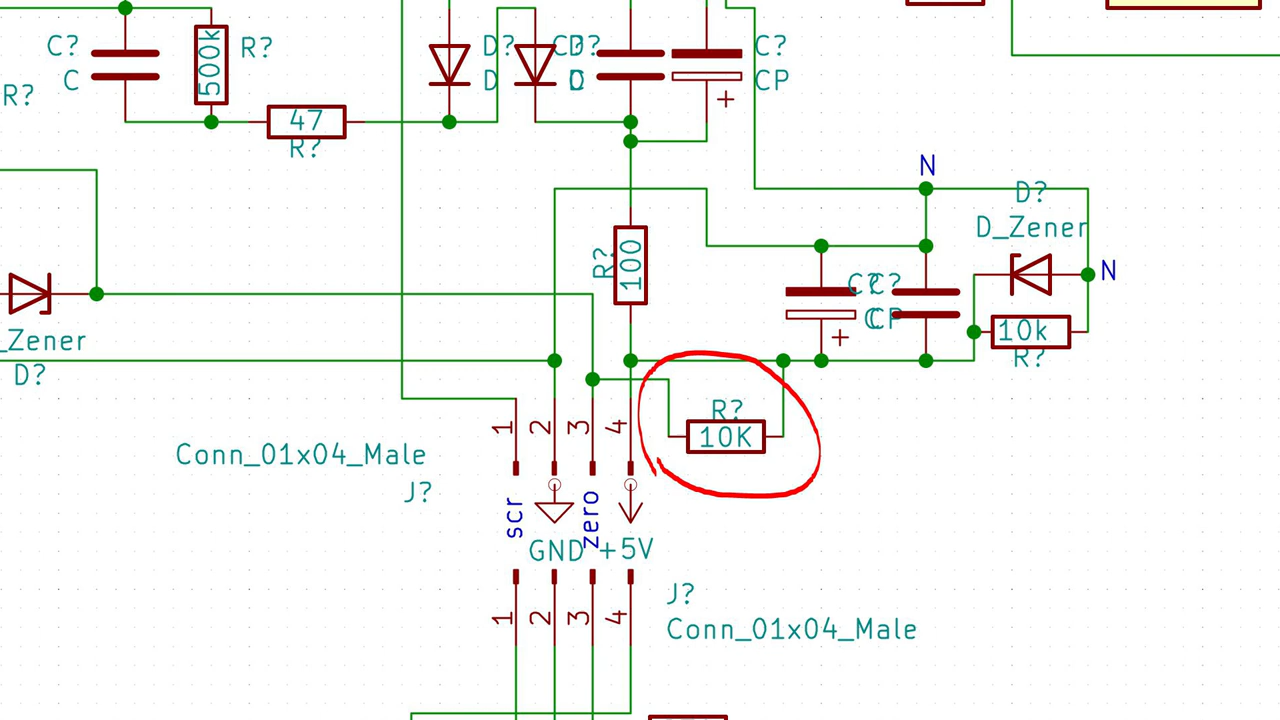 C?
C
500k
R?
R?
47
R?
D?
D
D?
D
C?
C
C?
CP
+
N
D?
D_Zener
N
R?
100
C?
CP
+
C?
C
10k
R?
_Zener
D?
R?
10K
1
2
3
4
Conn_01x04_Male
J?
scr
zero
GND
+5V
1
2
3
4
J?
Conn_01x04_Male